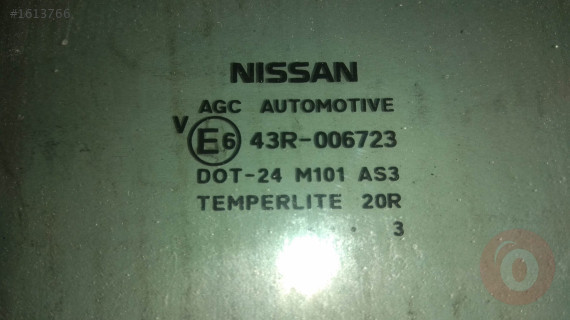 #1613766
NISSAN
AGC AUTOMOTIVE
V E6 43R-006723
DOT-24 M101 AS3
TEMPERLITE 20R
3